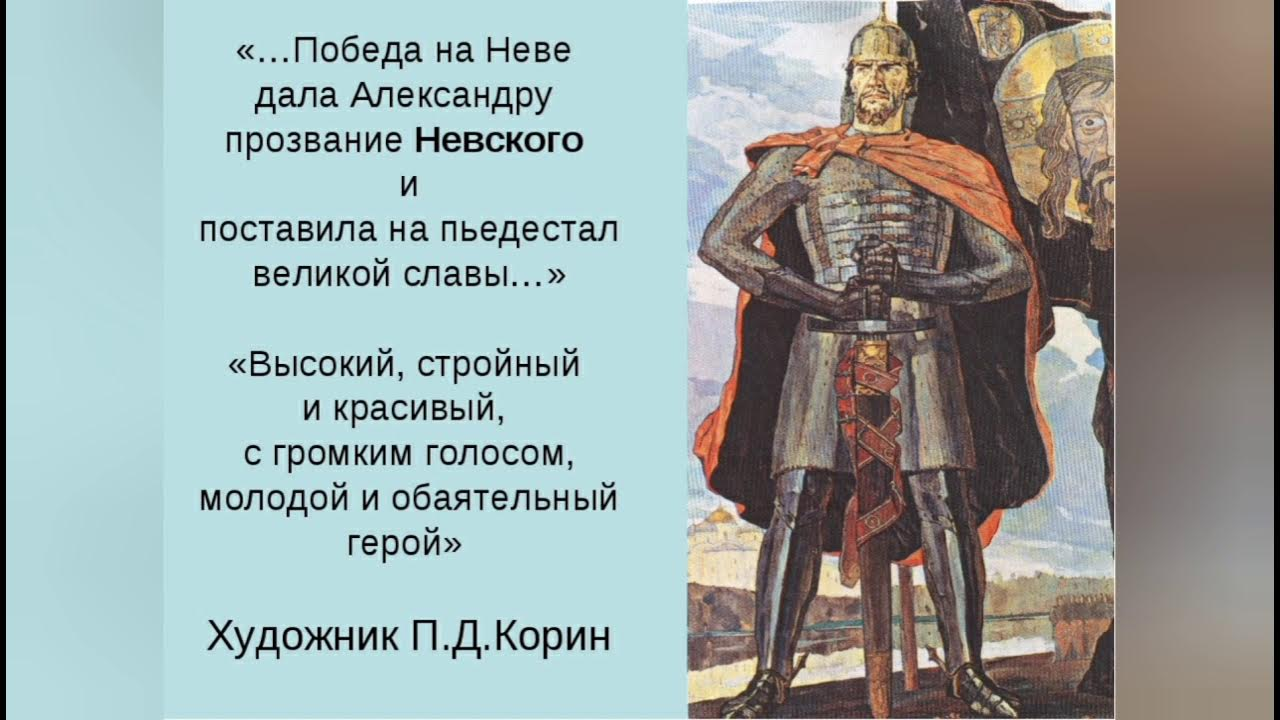 «…Победа на Неве
дала Александру
прозвание Невского
и
поставила на пьедестал
великой славы…»
«Высокий, стройный
и красивый,
с громким голосом,
молодой и обаятельный
герой»
Художник П.Д.Корин